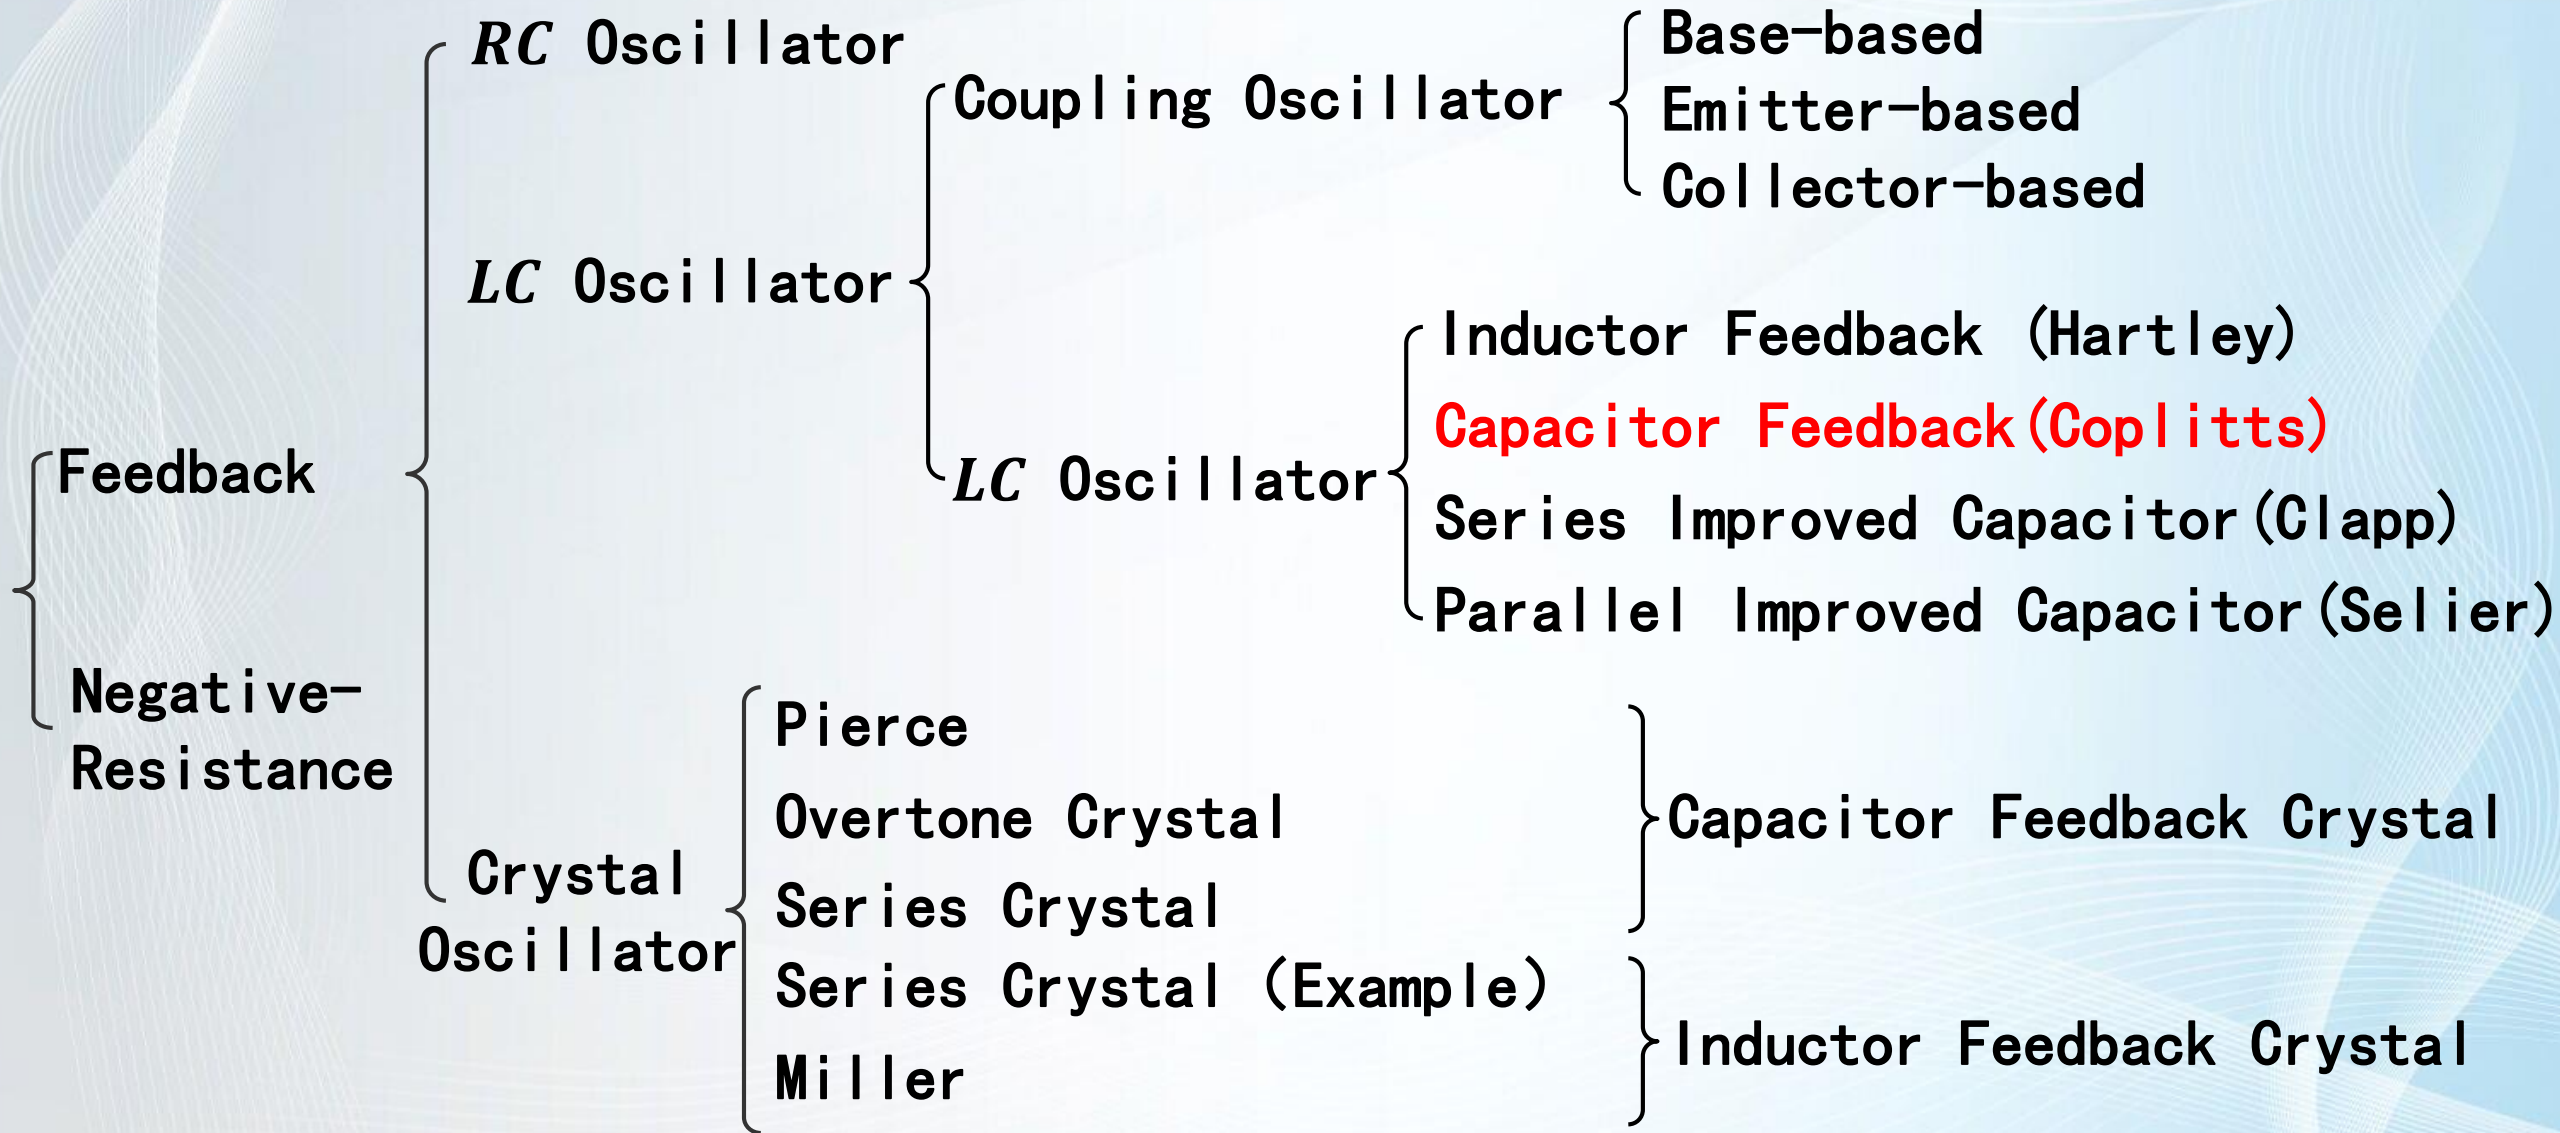 RC Oscillator
Coupling Oscillator
Base-based
Emitter-based
Collector-based
LC Oscillator
Inductor Feedback (Hartley)
Capacitor Feedback(Coplitts)
LC Oscillator
Series Improved Capacitor(Clapp)
Parallel Improved Capacitor(Selier)
Feedback
Negative-
Resistance
Crystal
Oscillator
Pierce
Overtone Crystal
Series Crystal
Series Crystal (Example)
Miller
Capacitor Feedback Crystal
Inductor Feedback Crystal